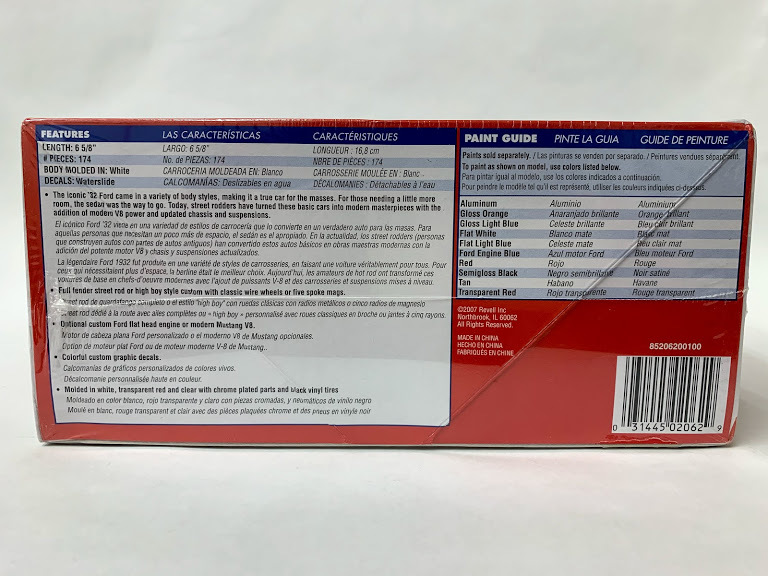 FEATURES LAS CARACTERÍSTICAS CARACTÉRISTIQUES
LENGTH: 6 5/8" LARGO: 6 5/8" LONGUEUR : 16,8 cm
# PIECES: 174 No. de PIEZAS: 174 NBRE DE PIÈCES : 174
BODY MOLDED IN: White CARROCERIA MOLDEADA EN: Blanco CARROSSERIE MOULÉE EN : Blanc
DECALS: Waterslide CALCOMANÍAS: Deslizables en agua DÉCALOMANIES : Détachables à l'eau
• The iconic '32 Ford came in a variety of body styles, making it a true car for the masses. For those needing a little more
room, the sedan was the way to go. Today, street rodders have turned these basic cars into modern masterpieces with the
addition of modern V8 power and updated chassis and suspensions.
El icónico Ford '32 viene en una variedad de estilos de carrocería que lo convierte en un verdadero auto para las masas. Para
aquellas personas que necesitan un poco más de espacio, el sedan es el apropiado. En la actualidad, los street rodders (personas
que construyen autos con partes de autos antiguos) han convertido estos autos básicos en obras maestras modernas con la
adición del potente motor V8 y chasis y suspensiones actualizados.
La légendaire Ford 1932 fut produite en une variété de styles de carrosseries, en faisant une voiture véritablement pour tous. Pour
ceux qui nécessitaient plus d'espace, la berline était le meilleur choix. Aujourd'hui, les amateurs de hot rod ont transformé ces
voitures de base en chefs-d'oeuvre modernes avec l'ajout de puissants V-8 et des carrosseries et suspensions mises à niveau.
• Full fender street rod or high boy style custom with classic wire wheels or five spoke mags.
Street rod de guardafango completo o el estilo "high boy" con ruedas clásicas con radios metálicos o cinco radios de magnesio
Street rod dédié à la route avec ailes complètes ou « high boy » personnalisé avec roues classiques en broche ou jantes à cinq rayons.
• Optional custom Ford flat head engine or modern Mustang V8.
Motor de cabeza plana Ford personalizado o el moderno V8 de Mustang opcionales.
Option de moteur plat Ford ou de moteur moderne V-8 de Mustang.
• Colorful custom graphic decals.
Calcomanías de gráficos personalizados de colores vivos.
Décalcomanie personnalisée haute en couleur.
• Molded in white, transparent red and clear with chrome plated parts and black vinyl tires
Moldeado en color blanco, rojo transparente y claro con piezas cromadas, y neumáticos de vinilo negro
Moulé en blanc, rouge transparent et clair avec des pièces plaquées chrome et des pneus en vinyle noir
PAINT GUIDE PINTE LA GUIA GUIDE DE PEINTURE
Paints sold separately. / Las pinturas se venden por separado. / Peintures vendues séparément.
To paint as shown on model, use colors listed below.
Para pintar igual al modelo, use los colores indicados a continuación.
Pour peindre le modèle tel qu'il est représenté, utiliser les couleurs indiquées ci-dessous.
Aluminum Aluminio Aluminium
Gloss Orange Anaranjado brillante Orange brillant
Gloss Light Blue Celeste brillante Bleu clair brillant
Flat White Blanco mate Blanc mat
Flat Light Blue Celeste mate Bleu clair mat
Ford Engine Blue Azul motor Ford Bleu moteur Ford
Red Rojo Rouge
Semigloss Black Negro semibrillante Noir satiné
Tan Habano Havane
Transparent Red Rojo transparente Rouge transparent
©2007 Revell Inc
Northbrook, IL 60062
All Rights Reserved.
MADE IN CHINA
HECHO EN CHINA
FABRIQUÉS EN CHINE
85206200100
0 31445 02062 9